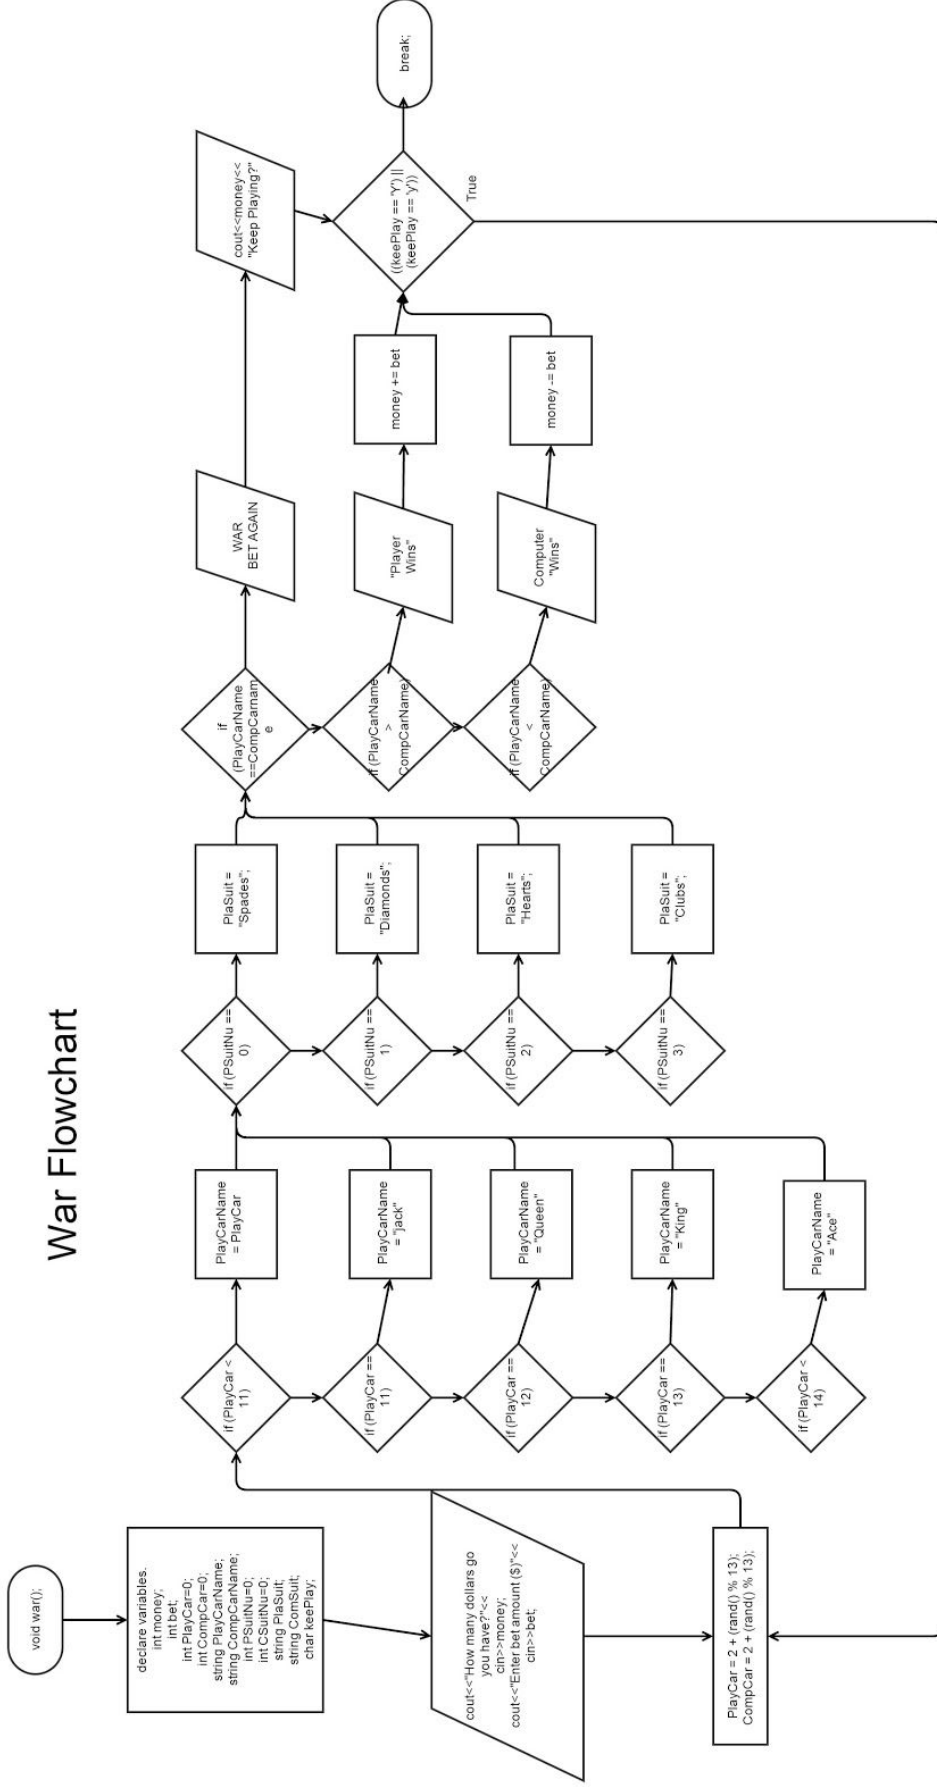 War Flowchart
void war();
declare variables.
int money;
int bet;
int PlayCar=0;
int CompCar=0;
string PlayCarName;
string CompCarName;
int PSuitNu=0;
int CSuitNu=0;
string PlaSuit;
string ComSuit;
char keePlay;
cout<<"How many dollars go
you have?"<<
cin>>money;
cout<<"Enter bet amount ($)"<<
cin>>bet;
PlayCar = 2 + (rand() % 13);
CompCar = 2 + (rand() % 13);
if (PlayCar <
11)
PlayCarName
= PlayCar
if (PlayCar ==
11)
PlayCarName
= "jack"
if (PlayCar ==
12)
PlayCarName
= "Queen"
if (PlayCar ==
13)
PlayCarName
= "King"
if (PlayCar <
14)
PlayCarName
= "Ace"
if (PSuitNu ==
0)
PlaSuit =
"Spades";
if (PSuitNu ==
1)
PlaSuit =
"Diamonds";
if (PSuitNu ==
2)
PlaSuit =
"Hearts";
if (PSuitNu ==
3)
PlaSuit =
"Clubs";
if
(PlayCarName
==CompCarnam
e
WAR
BET AGAIN
cout<<money<<
"Keep Playing?"
if (PlayCarName
>
CompCarName)
"Player
Wins"
money += bet
if (PlayCarName
<
CompCarName)
Computer
"Wins"
money -= bet
((keePlay == 'Y') ||
(keePlay == 'y'))
True
break;